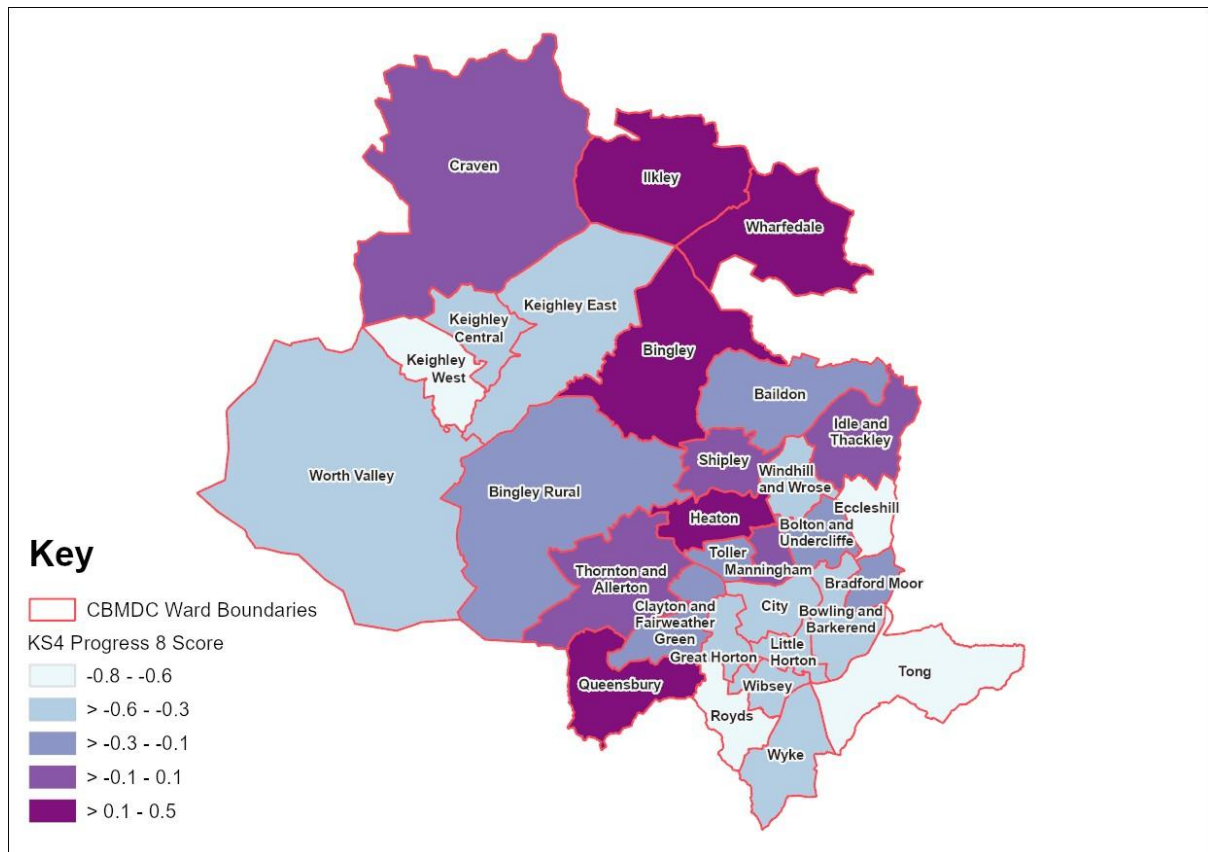 Craven
Ilkley
Wharfedale
Keighley East
Keighley
Central
Keighley
West
Bingley
Baildon
Idle and
Thackley
Shipley
Windhill
and Wrose
Worth Valley
Bingley Rural
Eccleshill
Heaton
Bolton and
Undercliffe
Toller
Manningham
Thornton and
Allerton
Bradford Moor
Clayton and
Fairweather
Green
City
Bowling and
Barkerend
Great Horton
Little
Horton
Tong
Queensbury
Wibsey
Royds
Wyke
Key
CBMDC Ward Boundaries
KS4 Progress 8 Score
-0.8 - -0.6
> -0.6 - -0.3
> -0.3 - -0.1
> -0.1 - 0.1
> 0.1 - 0.5